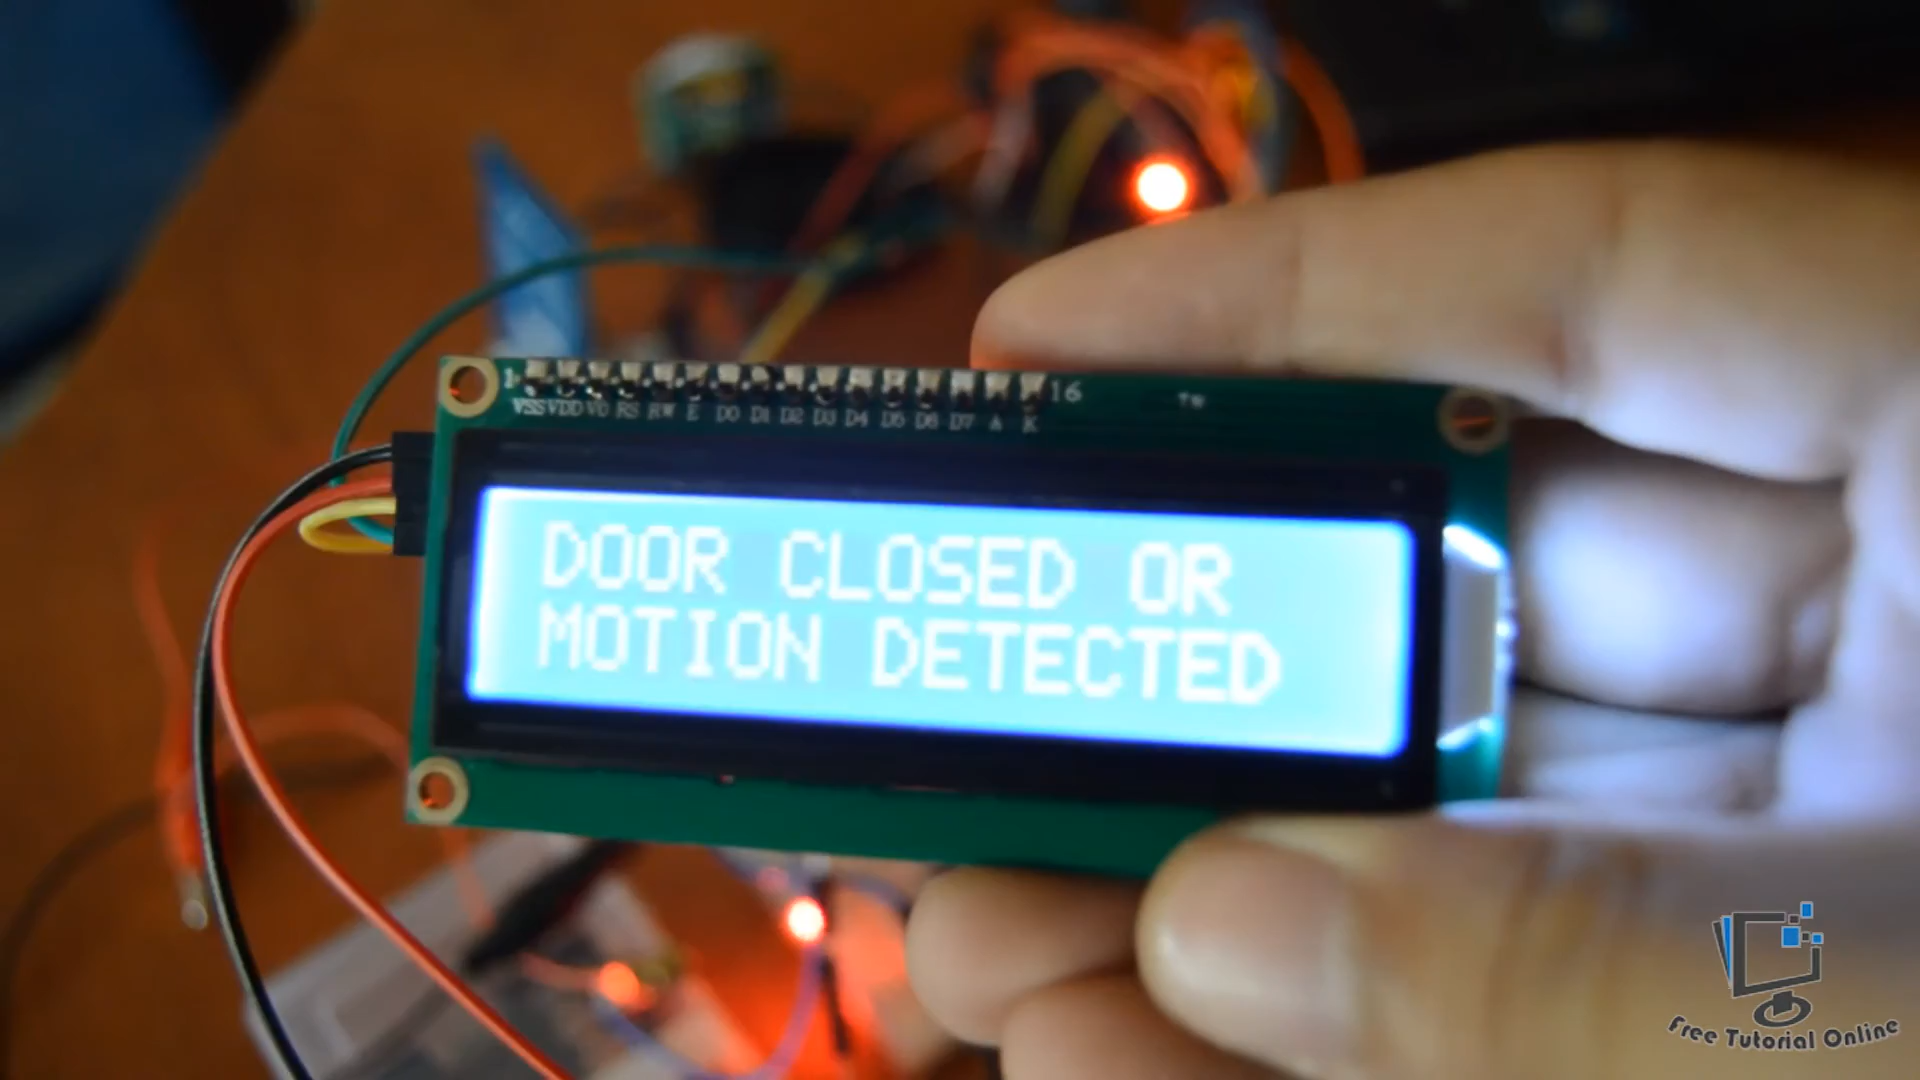 1 16
VSS VDD VO RS RW E D0 D1 D2 D3 D4 D5 D6 D7 A K
DOOR CLOSED OR
MOTION DETECTED
Free Tutorial Online